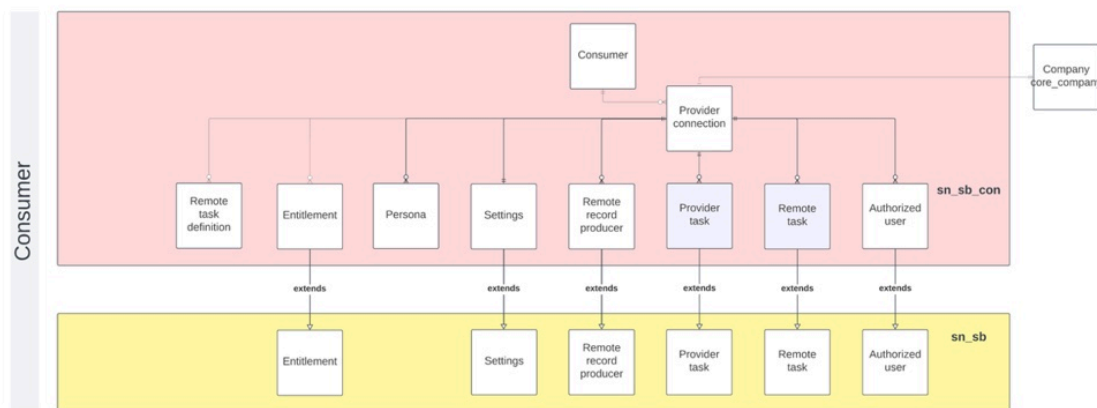 Consumer
Consumer
Company
core_company
Provider
connection
sn_sb_con
Remote
task
definition
Entitlement
Persona
Settings
Remote
record
producer
Provider
task
Remote
task
Authorized
user
extends
extends
extends
extends
extends
extends
sn_sb
Entitlement
Settings
Remote
record
producer
Provider
task
Remote
task
Authorized
user